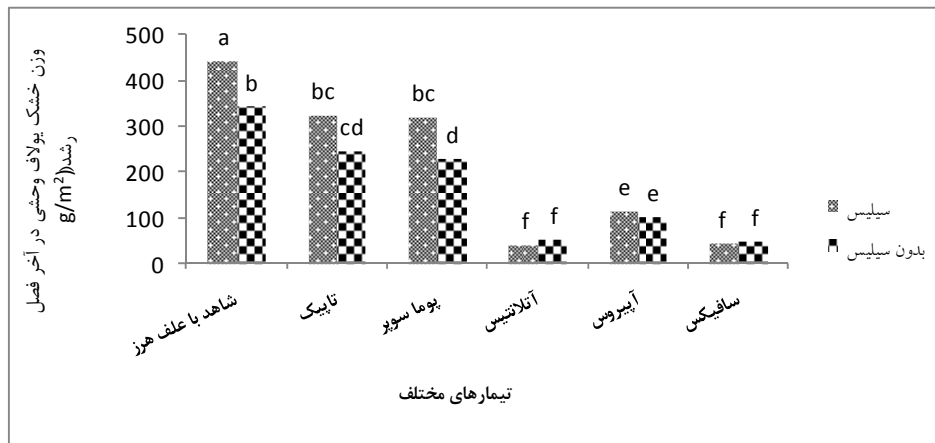 وزن خشک یولاف وحشی در آخر فصل
رشد((g/m²
500
400
300
200
100
0
a
b
bc
cd
bc
d
f
f
e
e
f
f
شاهد با علف هرز
تاپیک
پوما سوپر
آتلانتیس
آپیروس
سافیکس
تیمارهای مختلف
سیلیس
بدون سیلیس